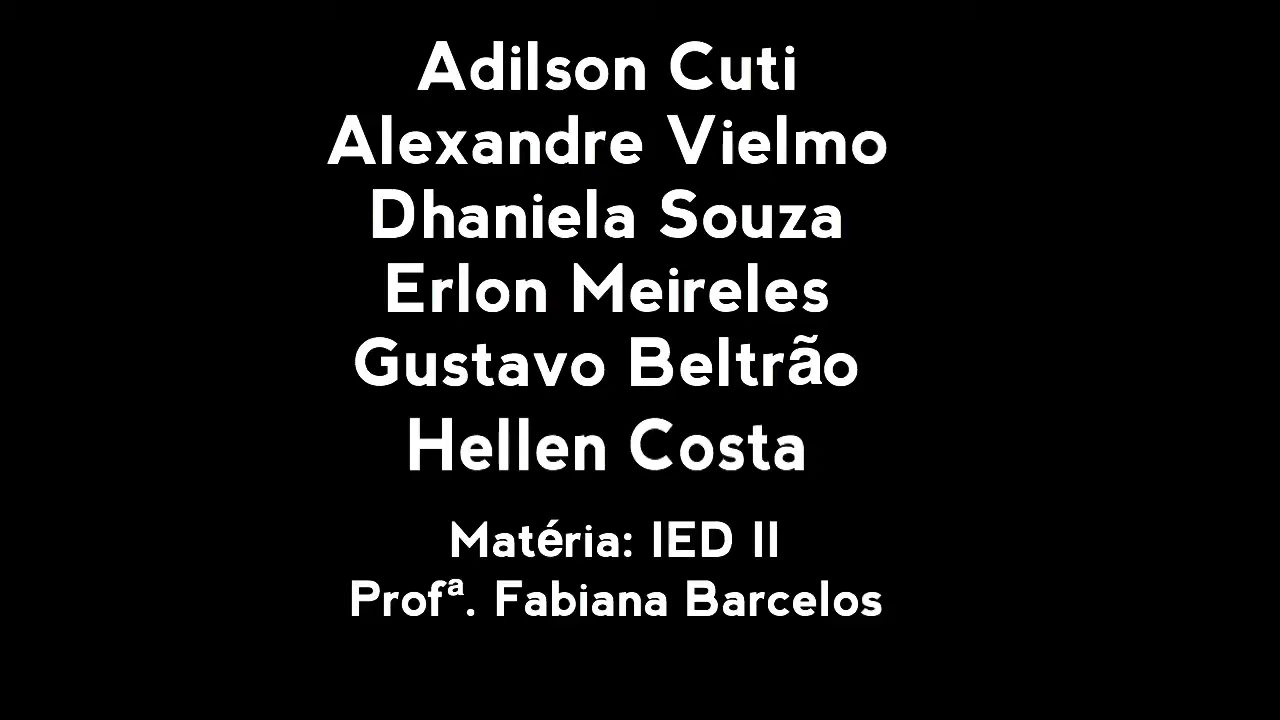 Adilson Cuti
Alexandre Vielmo
Dhaniela Souza
Erlon Meireles
Gustavo Beltrão
Hellen Costa
Matéria: IED II
Profª. Fabiana Barcelos